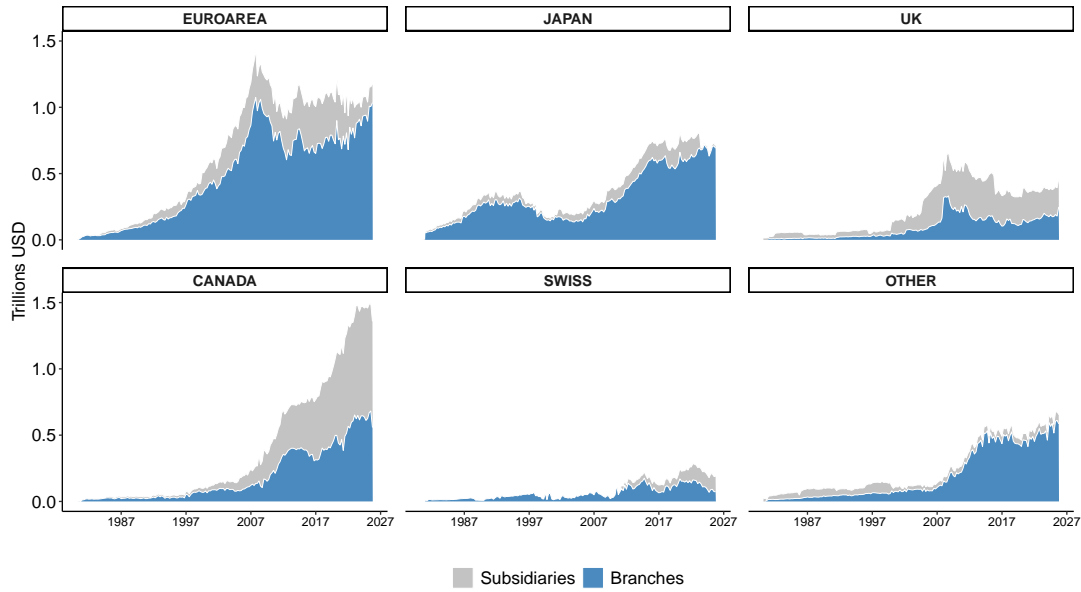 EUROAREA JAPAN UK
1.5
1.0
0.5
0.0
Trillions USD
CANADA SWISS OTHER
1.5
1.0
0.5
0.0
1987 1997 2007 2017 2027 1987 1997 2007 2017 2027 1987 1997 2007 2017 2027
Subsidiaries Branches